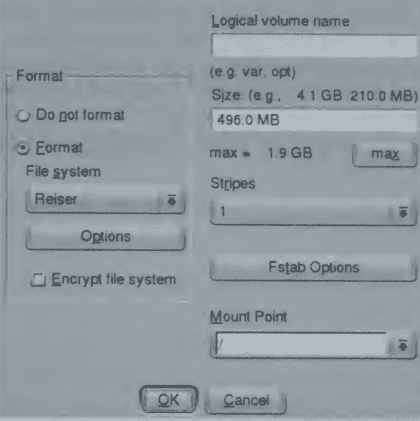 Logical volume name
(e.g. var, opt)
Size: (e.g., 4.1 GB 210.0 MB)
496.0 MB
max = 1.9 GB
max
Stripes
1
Fstab Options
Mount Point
/
Format
Do not format
Format
File system
Reiser
Options
Encrypt file system
OK
Cancel